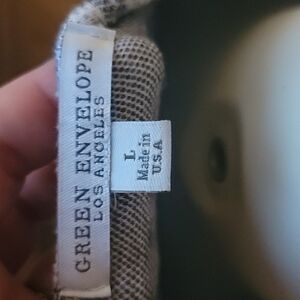 GREEN ENVELOPE
LOS ANGELES
L
Made in
U.S.A